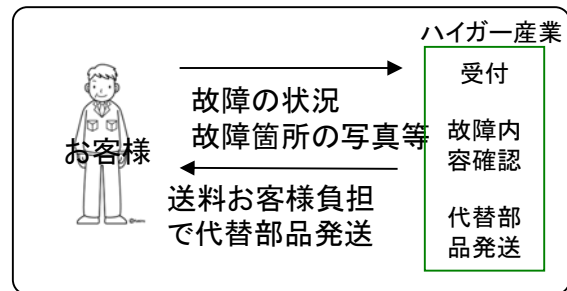 ハイガー産業
受付
故障の状況
故障箇所の写真等
故障内
容確認
お客様
送料お客様負担
で代替部品発送
代替部
品発送